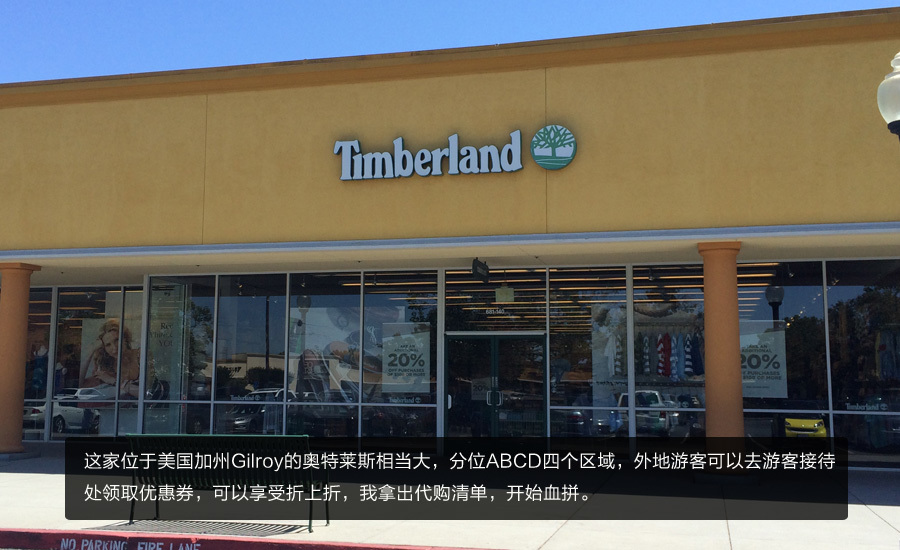 Timberland
20%
20%
Timberland
Timberland
这家位于美国加州Gilroy的奥特莱斯相当大，分位ABCD四个区域，外地游客可以去游客接待
处领取优惠券，可以享受折上折，我拿出代购清单，开始血拼。
NO PARKING FIRE LANE